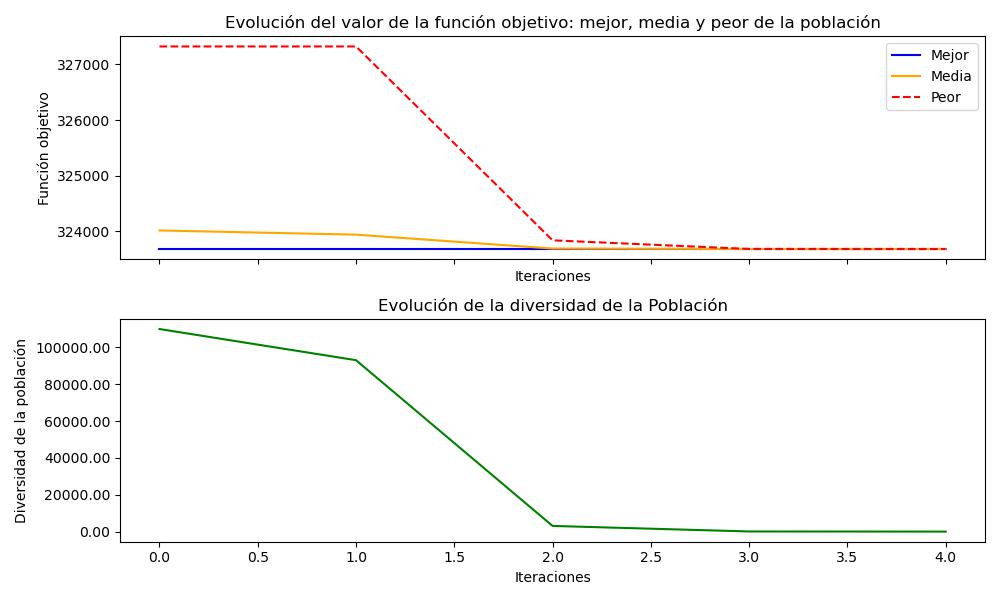 Evolución del valor de la función objetivo: mejor, media y peor de la población
Función objetivo
327000
326000
325000
324000
Mejor
Media
Peor
Iteraciones
Evolución de la diversidad de la Población
Diversidad de la población
100000.00
80000.00
60000.00
40000.00
20000.00
0.00
0.0 0.5 1.0 1.5 2.0 2.5 3.0 3.5 4.0
Iteraciones